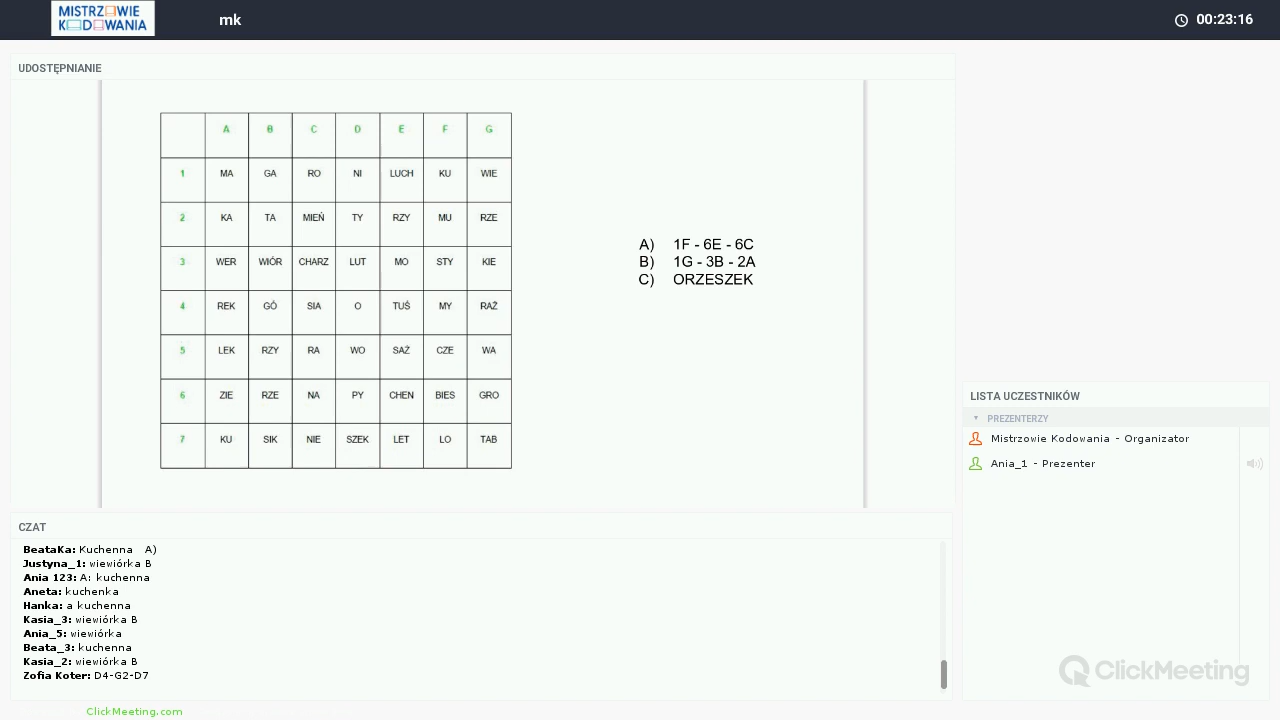 MISTRZOWIE
KODOWANIA
mk
00:23:16
UDOSTĘPNIANIE
A B C D E F G
1 MA GA RO NI LUCH KU WIE
2 KA TA MIEŃ TY RZY MU RZE
3 WER WIÓR CHARZ LUT MO STY KIE
4 REK GÓ SIA O TUŚ MY RAŻ
5 LEK RZY RA WO SAŻ CZE WA
6 ZIE RZE NA PY CHEN BIES GRO
7 KU SIK NIE SZEK LET LO TAB
A) 1F - 6E - 6C
B) 1G - 3B - 2A
C) ORZESZEK
LISTA UCZESTNIKÓW
PREZENTERZY
Mistrzowie Kodowania - Organizator
Ania_1 - Prezenter
CZAT
BeataKa: Kuchenna A)
Justyna_1: wiewiórka B
Ania 123: A: kuchenna
Aneta: kuchenka
Hanka: a kuchenna
Kasia_3: wiewiórka B
Ania_5: wiewiórka
Beata_3: kuchenna
Kasia_2: wiewiórka B
Zofia Koter: D4-G2-D7
ClickMeeting
ClickMeeting.com